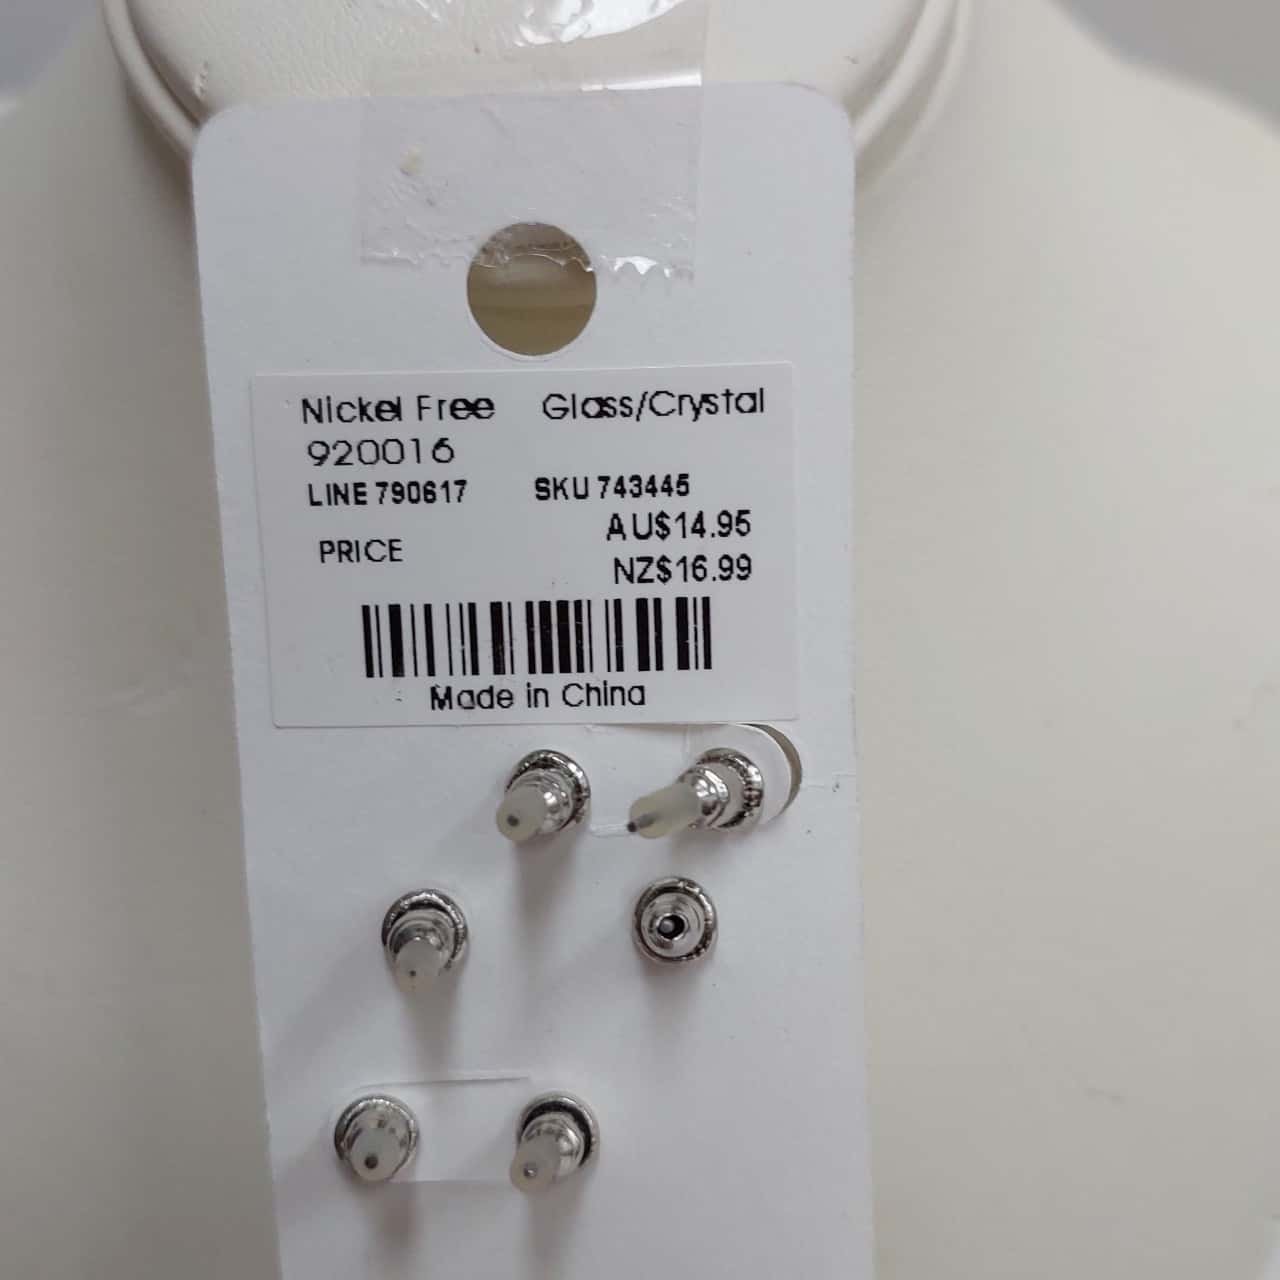 Nickel Free Glass/Crystal
920016
LINE 790617 SKU 743445
AU$14.95
PRICE
NZ$16.99
Made in China